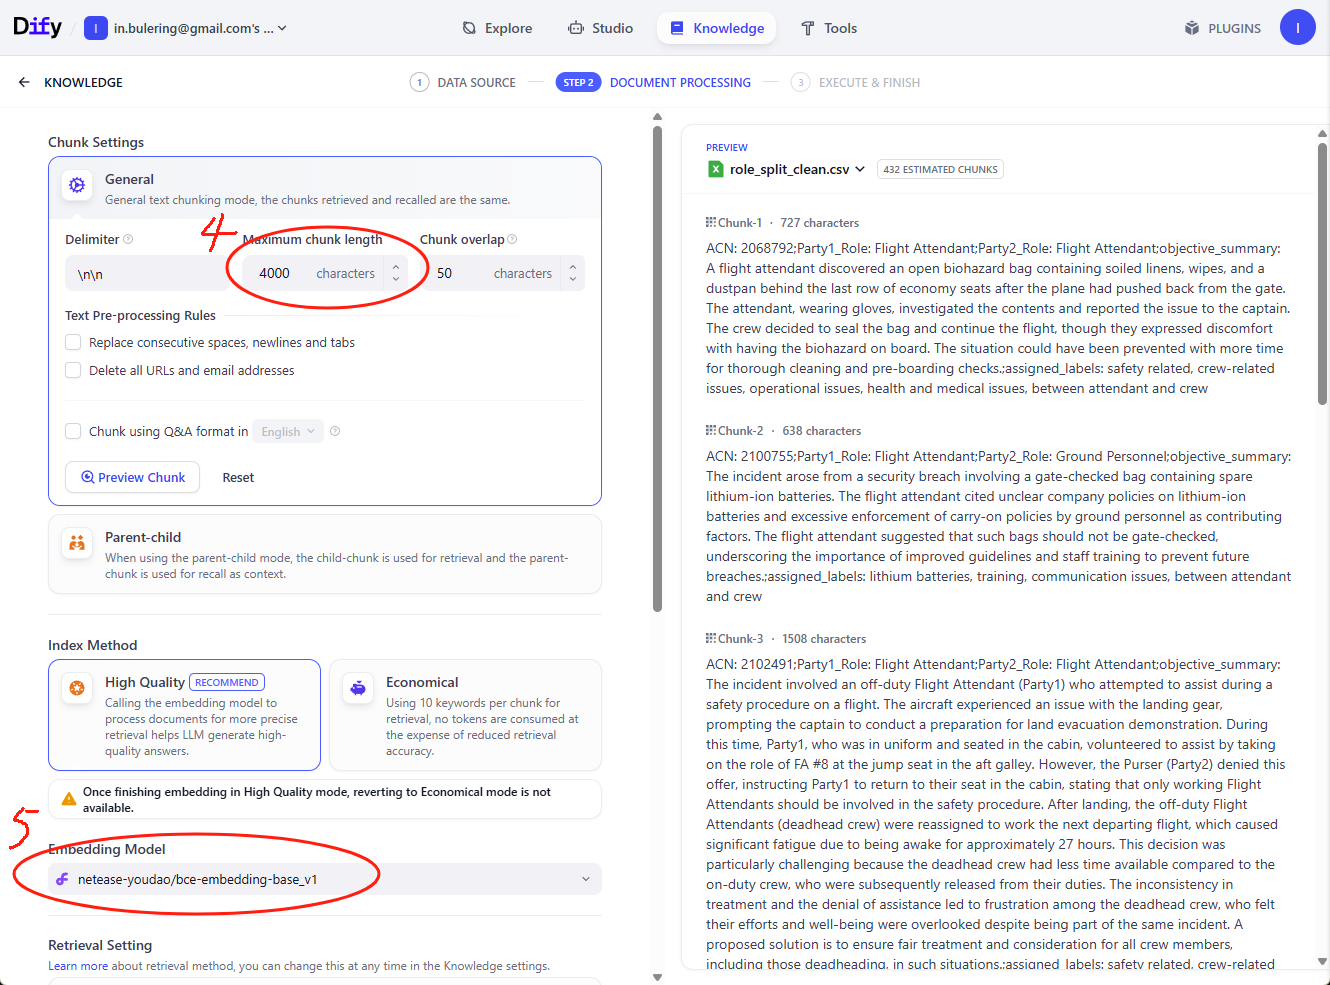 Dify
I
in.bulering@gmail.com's ...
Explore
Studio
Knowledge
Tools
PLUGINS
I
KNOWLEDGE
1 DATA SOURCE
STEP 2 DOCUMENT PROCESSING
3 EXECUTE & FINISH
Chunk Settings
General
General text chunking mode, the chunks retrieved and recalled are the same.
4
Delimiter
Maximum chunk length
Chunk overlap
\n\n
4000 characters
50 characters
Text Pre-processing Rules
Replace consecutive spaces, newlines and tabs
Delete all URLs and email addresses
Chunk using Q&A format in English
Preview Chunk
Reset
Parent-child
When using the parent-child mode, the child-chunk is used for retrieval and the parent-
chunk is used for recall as context.
Index Method
High Quality RECOMMEND
Calling the embedding model to
process documents for more precise
retrieval helps LLM generate high-
quality answers.
Economical
Using 10 keywords per chunk for
retrieval, no tokens are consumed at
the expense of reduced retrieval
accuracy.
Once finishing embedding in High Quality mode, reverting to Economical mode is not
available.
5
Embedding Model
netease-youdao/bce-embedding-base_v1
Retrieval Setting
Learn more about retrieval method, you can change this at any time in the Knowledge settings.
PREVIEW
role_split_clean.csv
432 ESTIMATED CHUNKS
Chunk-1 · 727 characters
ACN: 2068792;Party1_Role: Flight Attendant;Party2_Role: Flight Attendant;objective_summary:
A flight attendant discovered an open biohazard bag containing soiled linens, wipes, and a
dustpan behind the last row of economy seats after the plane had pushed back from the gate.
The attendant, wearing gloves, investigated the contents and reported the issue to the captain.
The crew decided to seal the bag and continue the flight, though they expressed discomfort
with having the biohazard on board. The situation could have been prevented with more time
for thorough cleaning and pre-boarding checks.;assigned_labels: safety related, crew-related
issues, operational issues, health and medical issues, between attendant and crew
Chunk-2 · 638 characters
ACN: 2100755;Party1_Role: Flight Attendant;Party2_Role: Ground Personnel;objective_summary:
The incident arose from a security breach involving a gate-checked bag containing spare
lithium-ion batteries. The flight attendant cited unclear company policies on lithium-ion
batteries and excessive enforcement of carry-on policies by ground personnel as contributing
factors. The flight attendant suggested that such bags should not be gate-checked,
underscoring the importance of improved guidelines and staff training to prevent future
breaches.;assigned_labels: lithium batteries, training, communication issues, between attendant
and crew
Chunk-3 · 1508 characters
ACN: 2102491;Party1_Role: Flight Attendant;Party2_Role: Flight Attendant;objective_summary:
The incident involved an off-duty Flight Attendant (Party1) who attempted to assist during a
safety procedure on a flight. The aircraft experienced an issue with the landing gear,
prompting the captain to conduct a preparation for land evacuation demonstration. During
this time, Party1, who was in uniform and seated in the cabin, volunteered to assist by taking
on the role of FA #8 at the jump seat in the aft galley. However, the Purser (Party2) denied this
offer, instructing Party1 to return to their seat in the cabin, stating that only working Flight
Attendants should be involved in the safety procedure. After landing, the off-duty Flight
Attendants (deadhead crew) were reassigned to work the next departing flight, which caused
significant fatigue due to being awake for approximately 27 hours. This decision was
particularly challenging because the deadhead crew had less time available compared to the
on-duty crew, who were subsequently released from their duties. The inconsistency in
treatment and the denial of assistance led to frustration among the deadhead crew, who felt
their efforts and well-being were overlooked despite being part of the same incident. A
proposed solution is to ensure fair treatment and consideration for all crew members,
including those deadheading, in such situations.;assigned_labels: safety related, crew-related